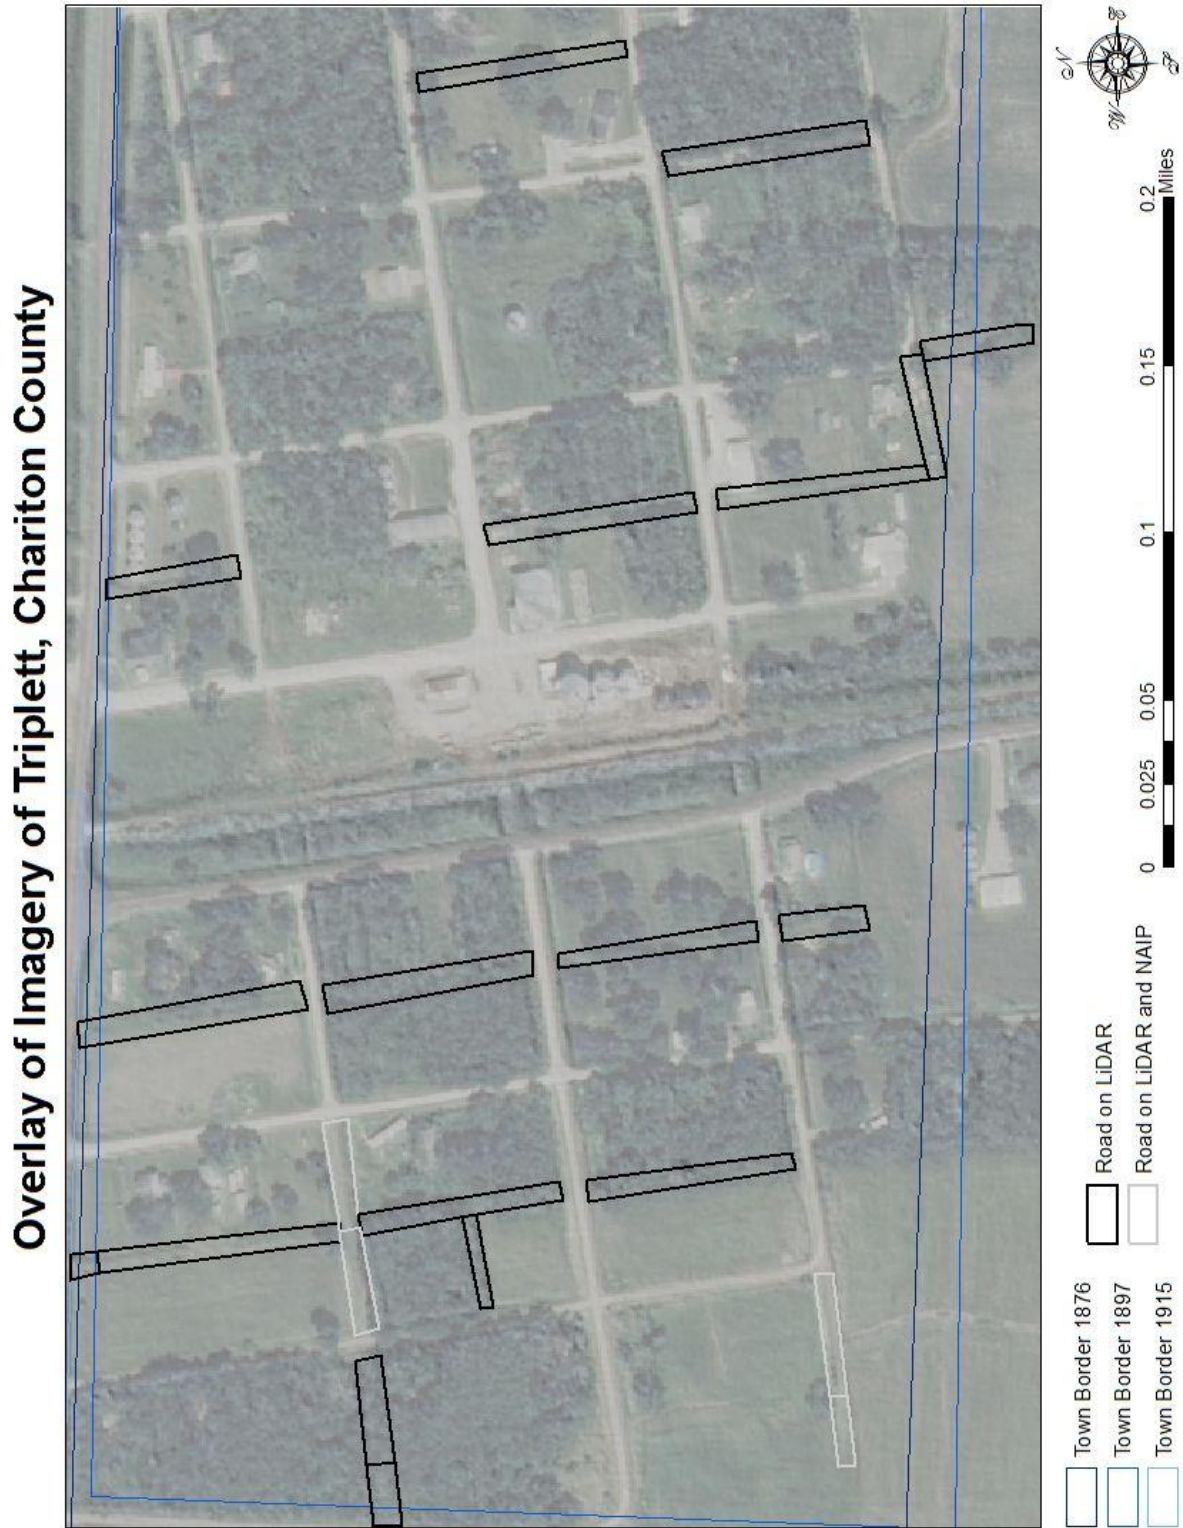 Overlay of Imagery of Triplett, Chariton County
N
W
E
S
0
0.025
0.05
0.1
0.15
0.2
Miles
Town Border 1876
Town Border 1897
Town Border 1915
Road on LiDAR
Road on LiDAR and NAIP